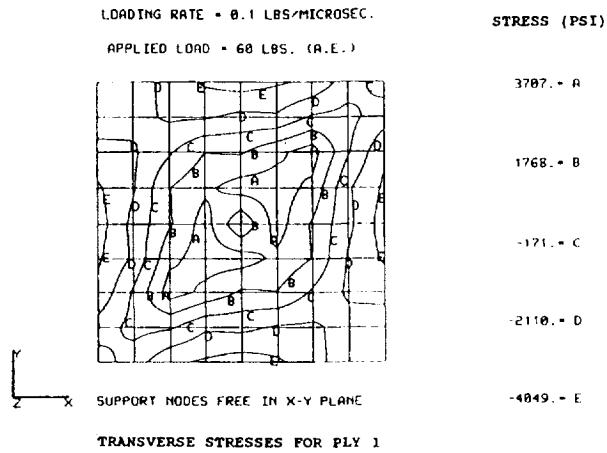 LOADING RATE = 0.1 LBS/MICROSEC.
STRESS (PSI)
APPLIED LOAD = 60 LBS. (A.E.)
3707.= A
1768.= B
-171.= C
-2110.= D
-4049.= E
Y
Z X
SUPPORT NODES FREE IN X-Y PLANE
TRANSVERSE STRESSES FOR PLY 1